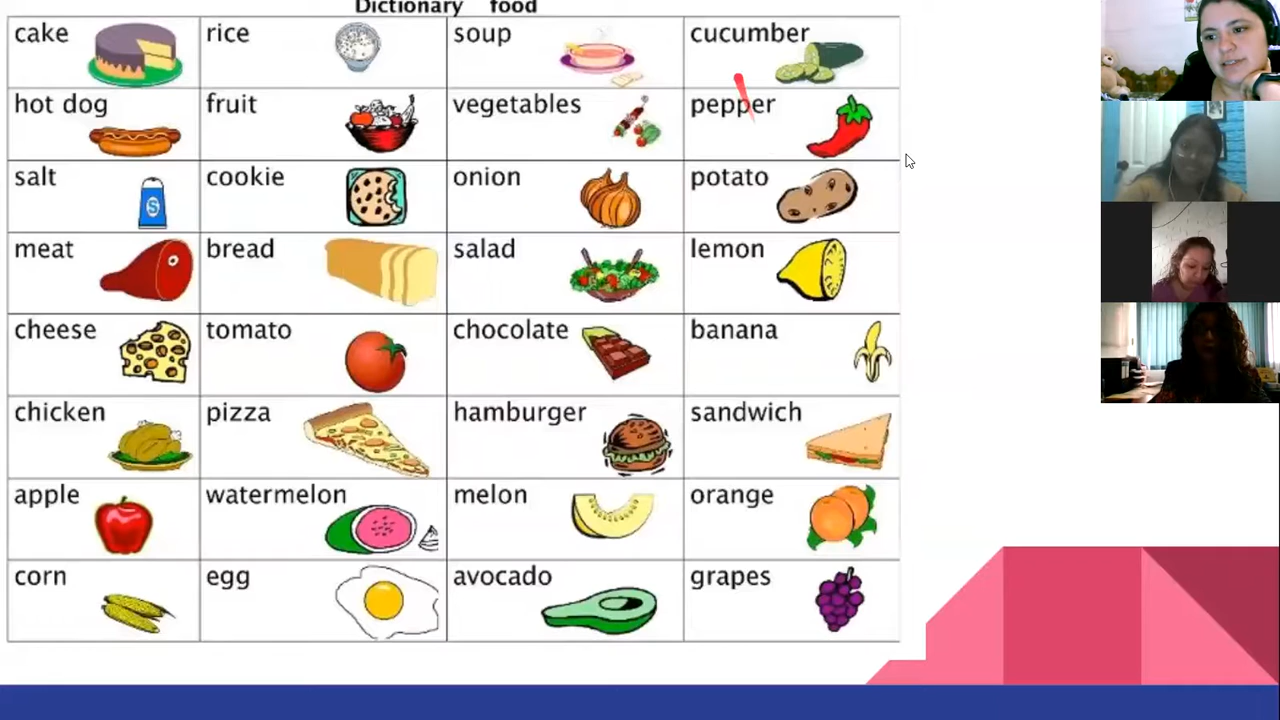 Dictionary food
cake rice soup cucumber
hot dog fruit vegetables pepper
salt cookie onion potato
S
meat bread salad lemon
cheese tomato chocolate banana
chicken pizza hamburger sandwich
apple watermelon melon orange
corn egg avocado grapes